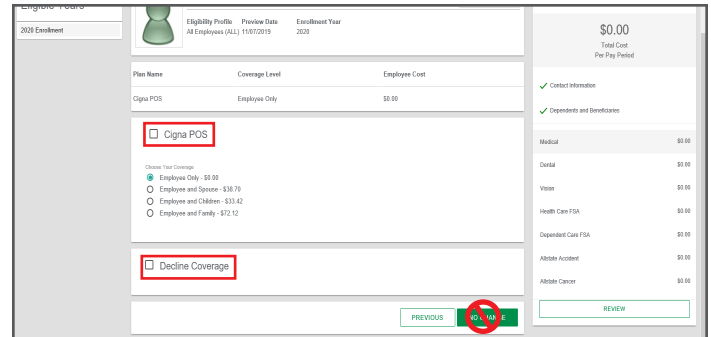 Eligible Years
2020 Enrollment
Eligibility Profile Preview Date Enrollment Year
All Employees (ALL) 11/07/2019 2020
Plan Name Coverage Level Employee Cost
Cigna POS Employee Only $0.00
Cigna POS
Choose Your Coverage
Employee Only - $0.00
Employee and Spouse - $38.70
Employee and Children - $33.42
Employee and Family - $72.12
Decline Coverage
PREVIOUS NO CHANGE
$0.00
Total Cost
Per Pay Period
Contact Information
Dependents and Beneficiaries
Medical $0.00
Dental $0.00
Vision $0.00
Health Care FSA $0.00
Dependent Care FSA $0.00
Allstate Accident $0.00
Allstate Cancer $0.00
REVIEW